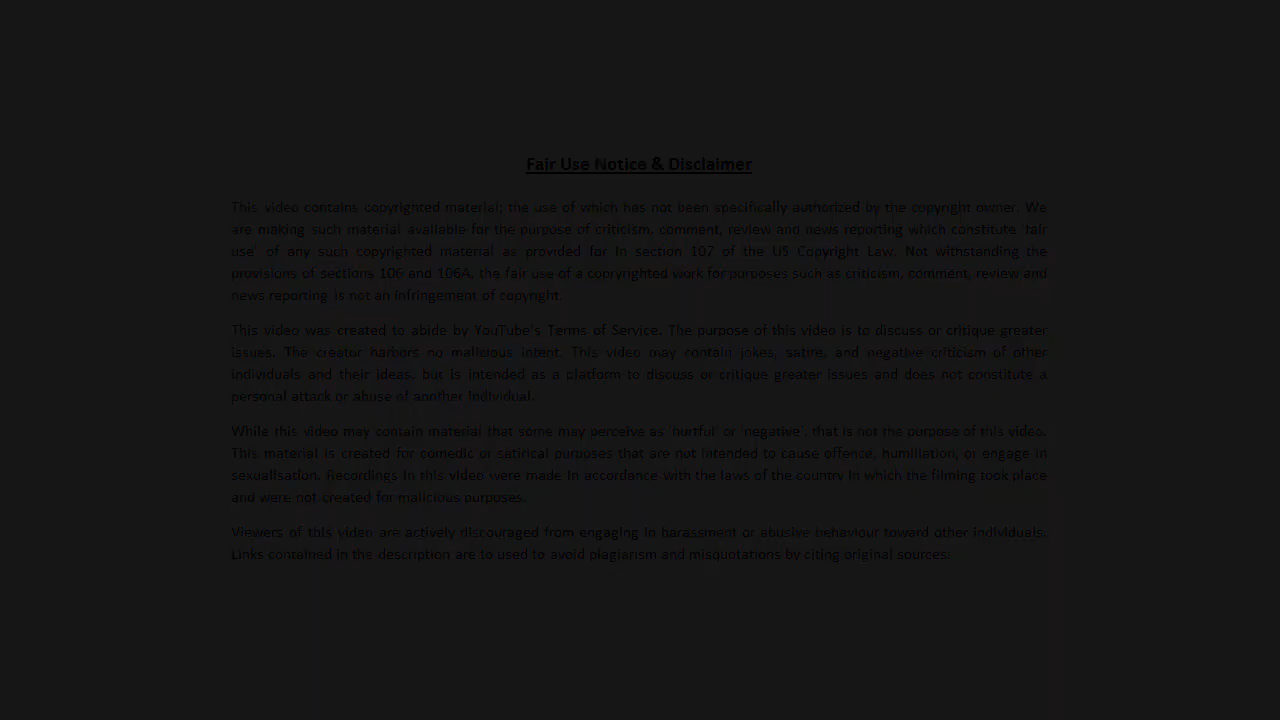 Fair Use Notice & Disclaimer
This video contains copyrighted material; the use of which has not been specifically authorized by the copyright owner. We
are making such material available for the purpose of criticism, comment, review and news reporting which constitute 'fair
use' of any such copyrighted material as provided for in section 107 of the US Copyright Law. Not withstanding the
provisions of sections 106 and 106A, the fair use of a copyrighted work for purposes such as criticism, comment, review and
news reporting is not an infringement of copyright.
This video was created to abide by YouTube's Terms of Service. The purpose of this video is to discuss or critique greater
issues. The creator harbors no malicious intent. This video may contain jokes, satire, and negative criticism of other
individuals and their ideas, but is intended as a platform to discuss or critique greater issues and does not constitute a
personal attack or abuse of another individual.
While this video may contain material that some may perceive as 'hurtful' or 'negative', that is not the purpose of this video.
This material is created for comedic or satirical purposes that are not intended to cause offence, humiliation, or engage in
sexualisation. Recordings in this video were made in accordance with the laws of the country in which the filming took place
and were not created for malicious purposes.
Viewers of this video are actively discouraged from engaging in harassment or abusive behaviour toward other individuals.
Links contained in the description are to used to avoid plagiarism and misquotations by citing original sources.